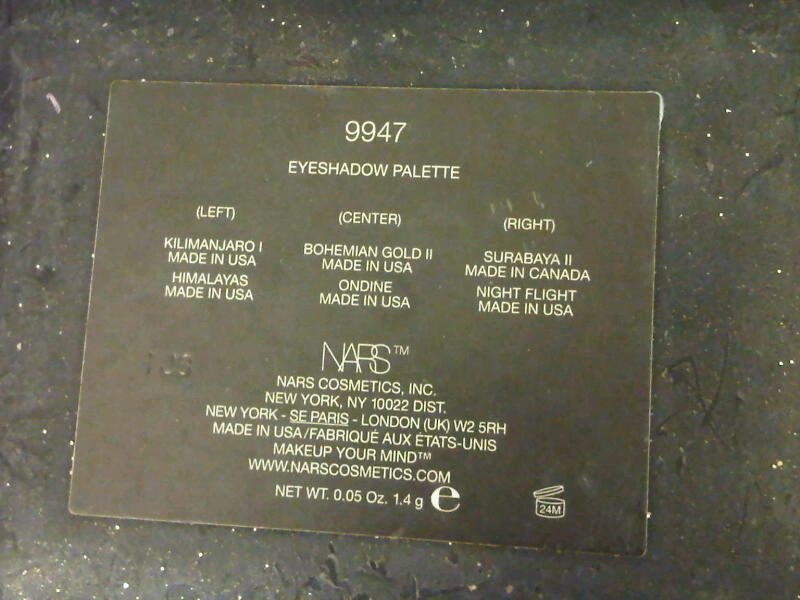 9947
EYESHADOW PALETTE
(LEFT) (CENTER) (RIGHT)
KILIMANJARO I BOHEMIAN GOLD II SURABAYA II
MADE IN USA MADE IN USA MADE IN CANADA
HIMALAYAS ONDINE NIGHT FLIGHT
MADE IN USA MADE IN USA MADE IN USA
NARS™
NARS COSMETICS, INC.
NEW YORK, NY 10022 DIST.
NEW YORK - SE PARIS - LONDON (UK) W2 5RH
MADE IN USA/FABRIQUÉ AUX ÉTATS-UNIS
MAKEUP YOUR MIND™
WWW.NARSCOSMETICS.COM
NET WT. 0.05 Oz. 1.4 g e
24M